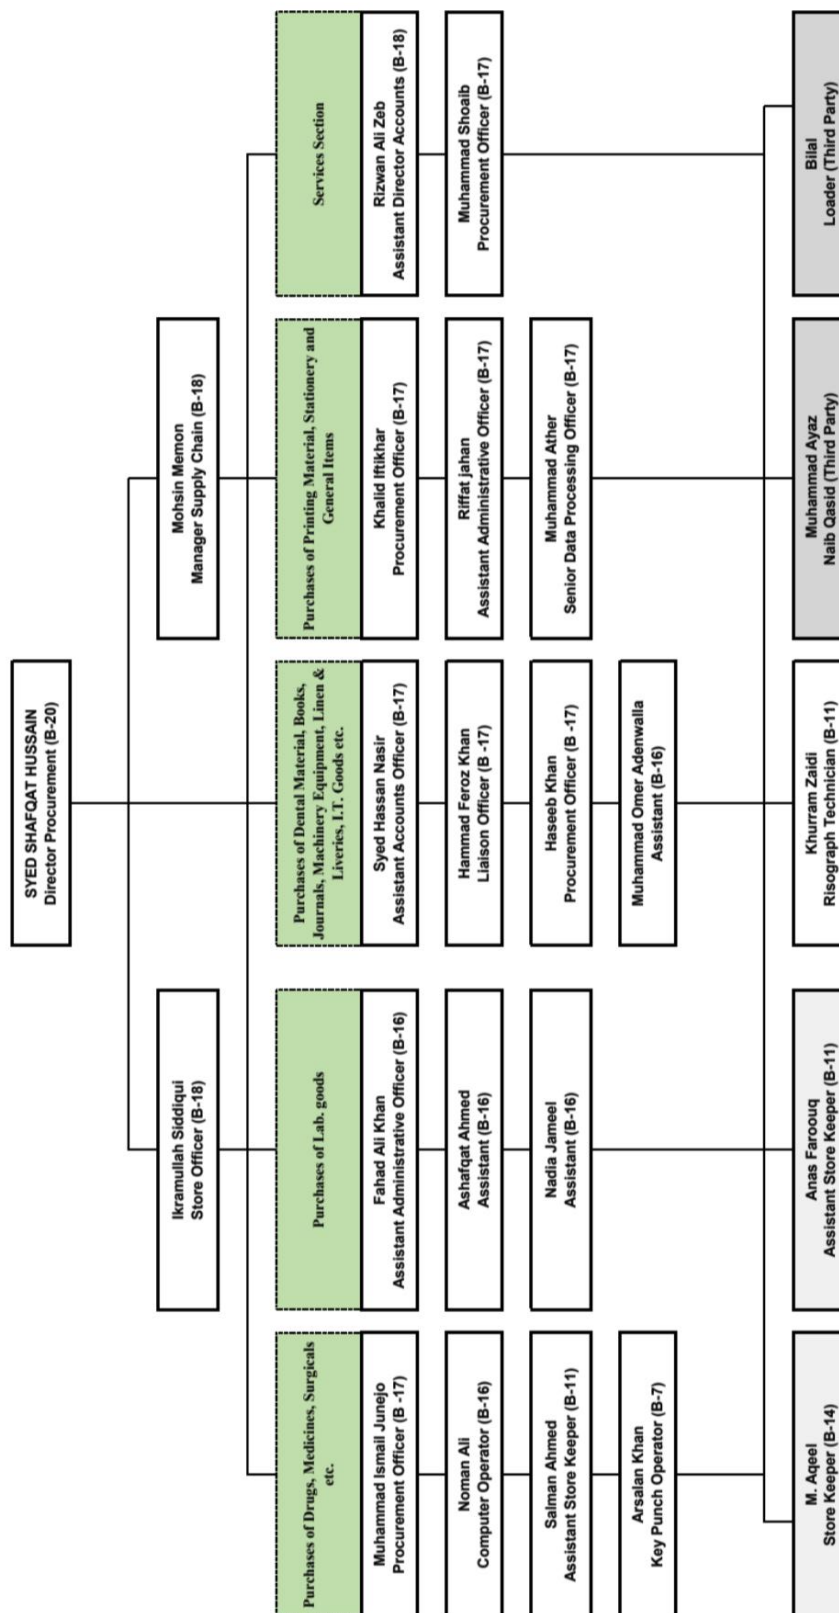 SYED SHAFQAT HUSSAIN
Director Procurement (B-20)
Ikramullah Siddiqui
Store Officer (B-18)
Mohsin Memon
Manager Supply Chain (B-18)
Purchases of Drugs, Medicines, Surgicals
etc.
Muhammad Ismail Junejo
Procurement Officer (B -17)
Noman Ali
Computer Operator (B-16)
Salman Ahmed
Assistant Store Keeper (B-11)
Arsalan Khan
Key Punch Operator (B-7)
Purchases of Lab. goods
Fahad Ali Khan
Assistant Administrative Officer (B-16)
Ashafqat Ahmed
Assistant (B-16)
Nadia Jameel
Assistant (B-16)
Purchases of Dental Material, Books,
Journals, Machinery Equipment, Linen &
Liveries, I.T. Goods etc.
Syed Hassan Nasir
Assistant Accounts Officer (B-17)
Hammad Feroz Khan
Liaison Officer (B -17)
Haseeb Khan
Procurement Officer (B -17)
Muhammad Omer Adenwalla
Assistant (B-16)
Purchases of Printing Material, Stationery and
General Items
Khalid Iftikhar
Procurement Officer (B-17)
Riffat jahan
Assistant Administrative Officer (B-17)
Muhammad Ather
Senior Data Processing Officer (B-17)
Services Section
Rizwan Ali Zeb
Assistant Director Accounts (B-18)
Muhammad Shoaib
Procurement Officer (B-17)
M. Aqeel
Store Keeper (B-14)
Anas Faroouq
Assistant Store Keeper (B-11)
Khurram Zaidi
Risograph Technician (B-11)
Muhammad Ayaz
Naib Qasid (Third Party)
Bilal
Loader (Third Party)